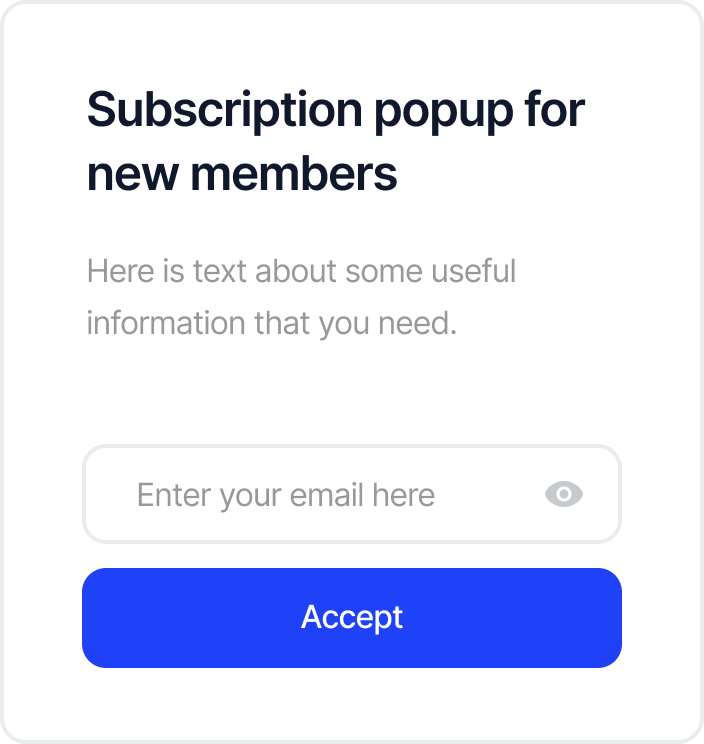 Subscription popup for
new members
Here is text about some useful
information that you need.
Enter your email here
Accept